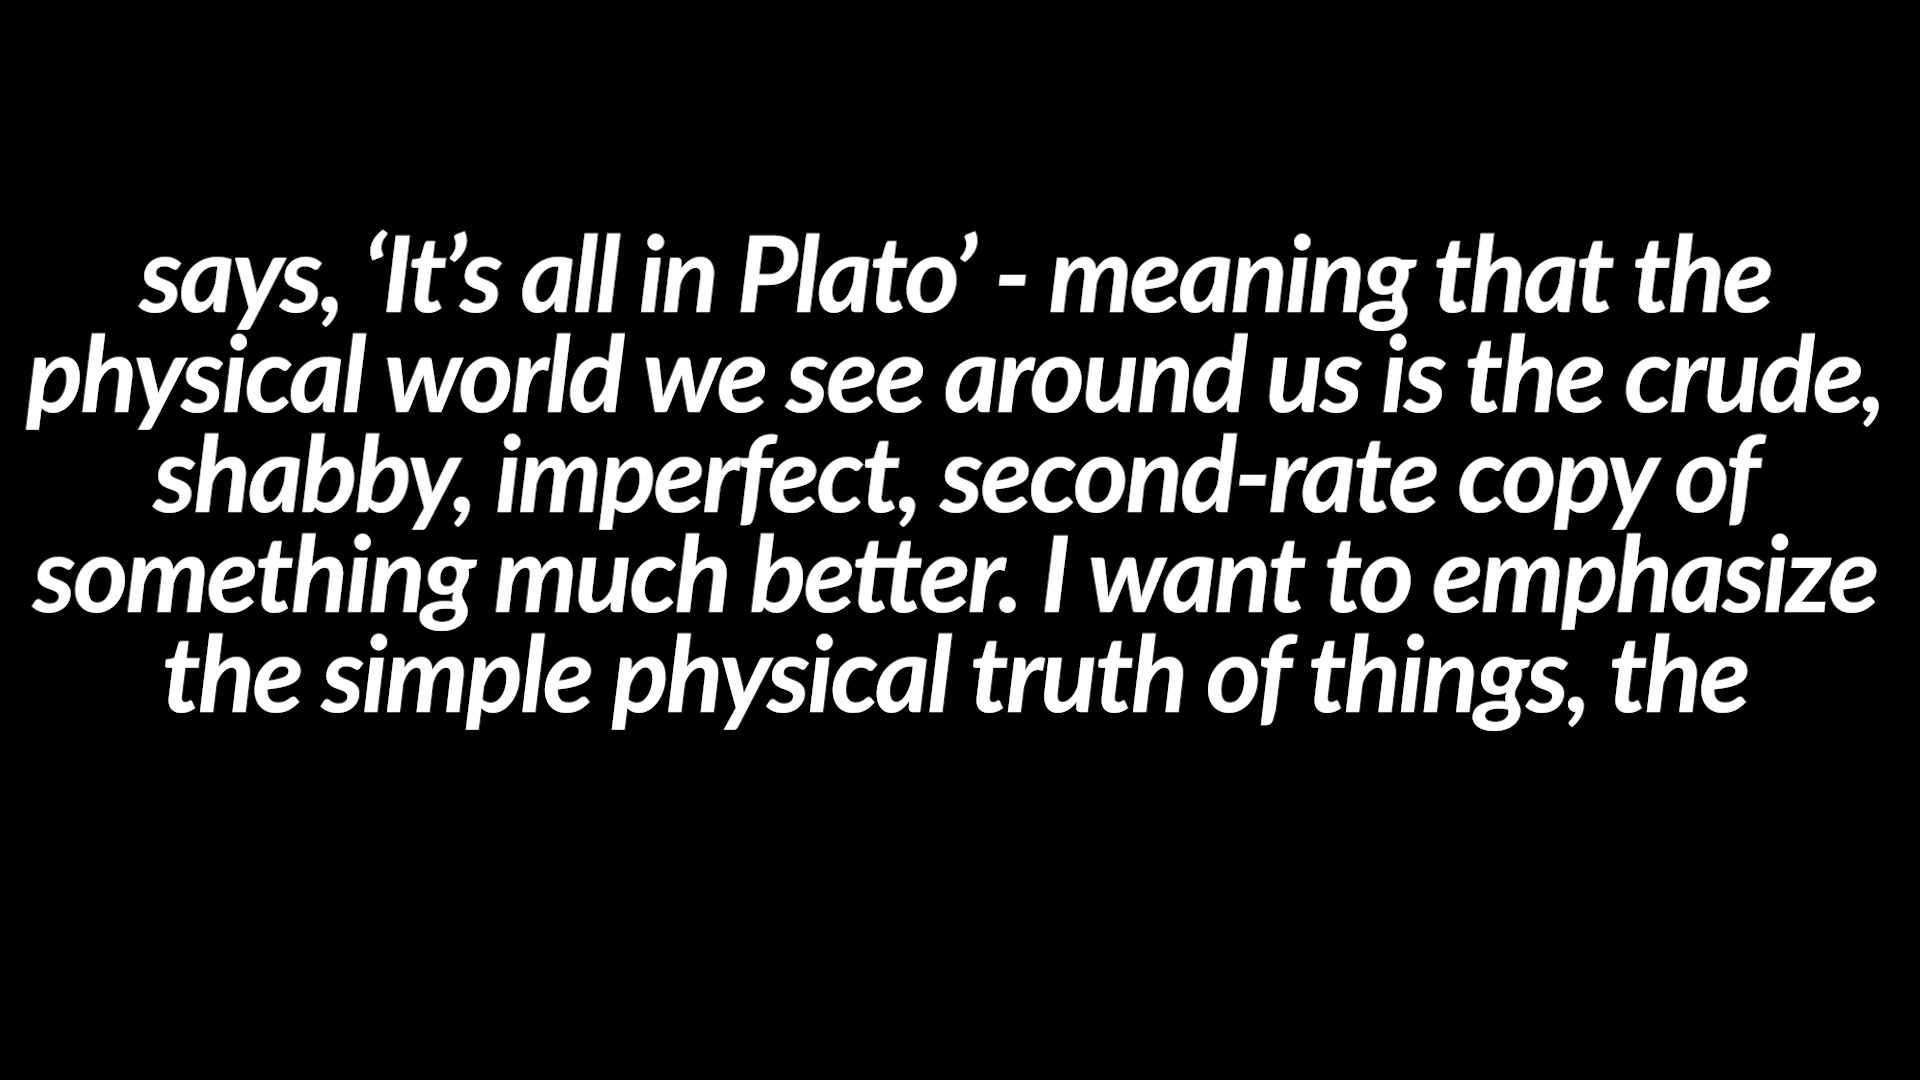 says, ‘It’s all in Plato’ - meaning that the
physical world we see around us is the crude,
shabby, imperfect, second-rate copy of
something much better. I want to emphasize
the simple physical truth of things, the